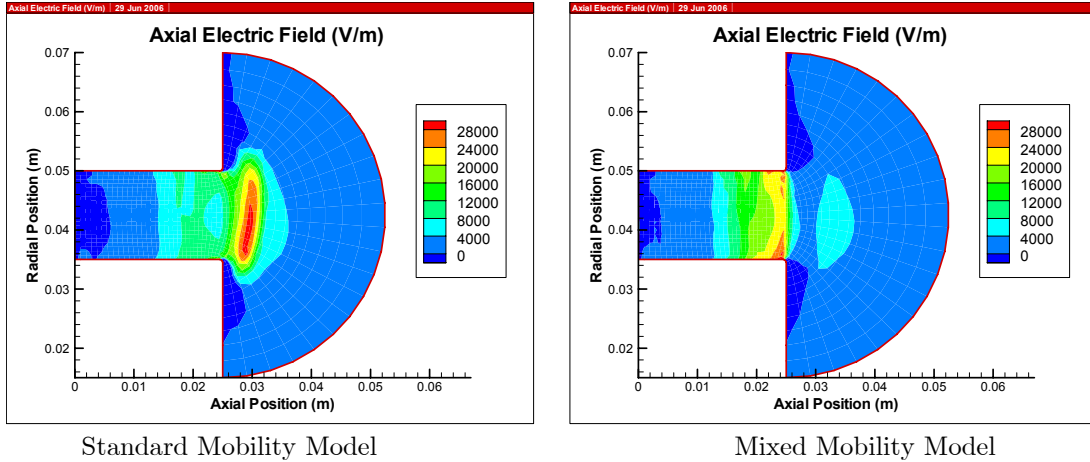 Axial Electric Field (V/m) | 29 Jun 2006
Axial Electric Field (V/m)
0.07
0.06
0.05
0.04
0.03
0.02
Radial Position (m)
28000
24000
20000
16000
12000
8000
4000
0
0 0.01 0.02 0.03 0.04 0.05 0.06
Axial Position (m)
Standard Mobility Model
Axial Electric Field (V/m) | 29 Jun 2006
Axial Electric Field (V/m)
0.07
0.06
0.05
0.04
0.03
0.02
Radial Position (m)
28000
24000
20000
16000
12000
8000
4000
0
0 0.01 0.02 0.03 0.04 0.05 0.06
Axial Position (m)
Mixed Mobility Model